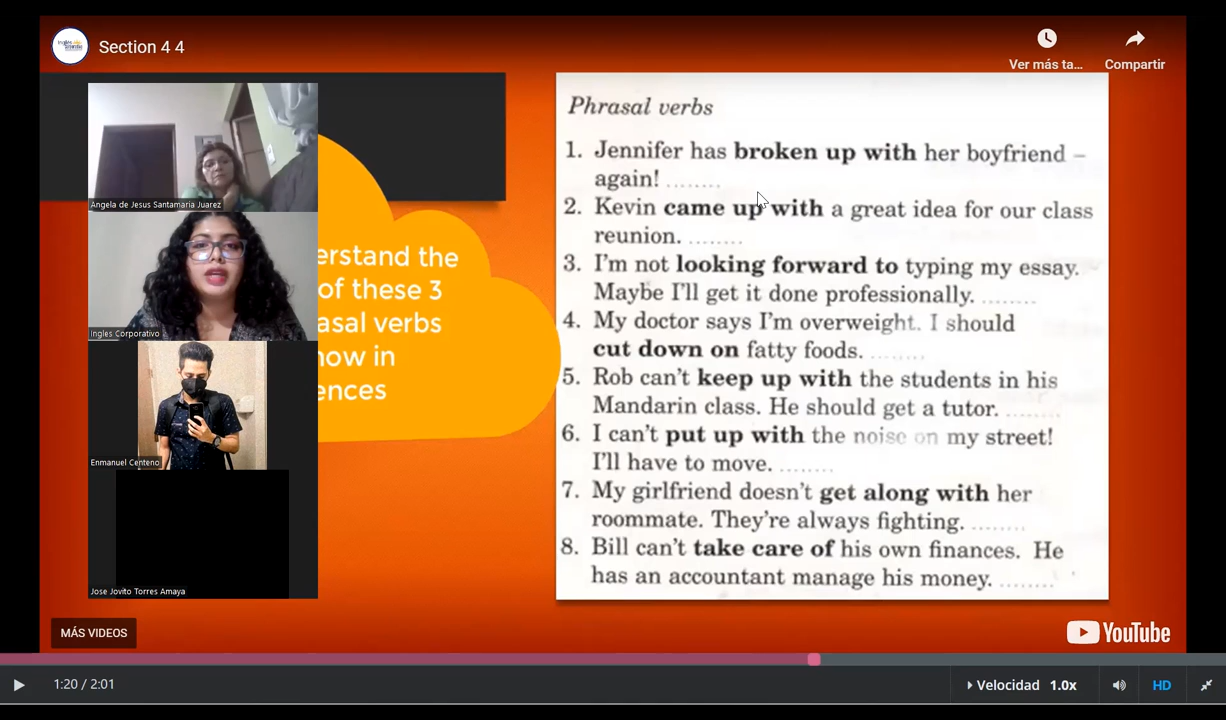 Section 4 4
Ver más ta...
Compartir
Angela de Jesus Santamaria Juarez
Ingles Corporativo
Enmanuel Centeno
Jose Jovito Torres Amaya
erstand the
of these 3
asal verbs
now in
ences
Phrasal verbs
1. Jennifer has broken up with her boyfriend –
again! ........
2. Kevin came up with a great idea for our class
reunion. ........
3. I'm not looking forward to typing my essay.
Maybe I'll get it done professionally. ........
4. My doctor says I'm overweight. I should
cut down on fatty foods. ........
5. Rob can't keep up with the students in his
Mandarin class. He should get a tutor. ........
6. I can't put up with the noise on my street!
I'll have to move. ........
7. My girlfriend doesn't get along with her
roommate. They're always fighting. ........
8. Bill can't take care of his own finances. He
has an accountant manage his money. ........
MÁS VIDEOS
YouTube
1:20 / 2:01
Velocidad 1.0x
HD